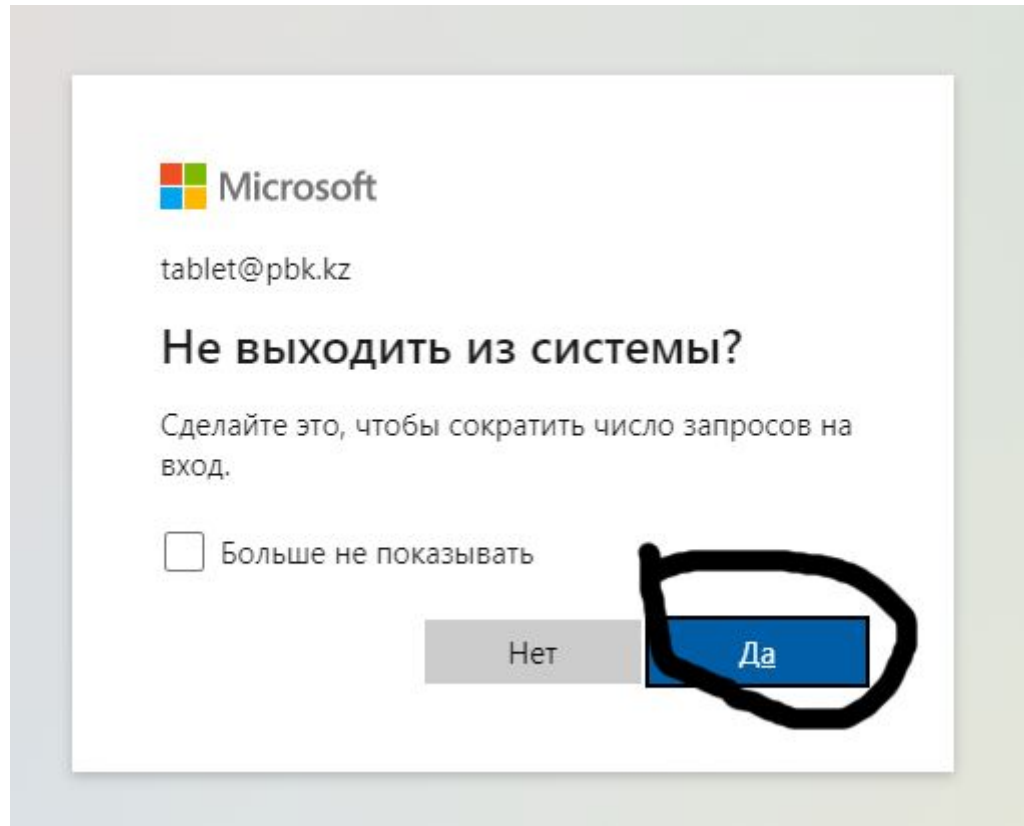 Microsoft
tablet@pbk.kz
Не выходить из системы?
Сделайте это, чтобы сократить число запросов на
вход.
Больше не показывать
Нет
Да